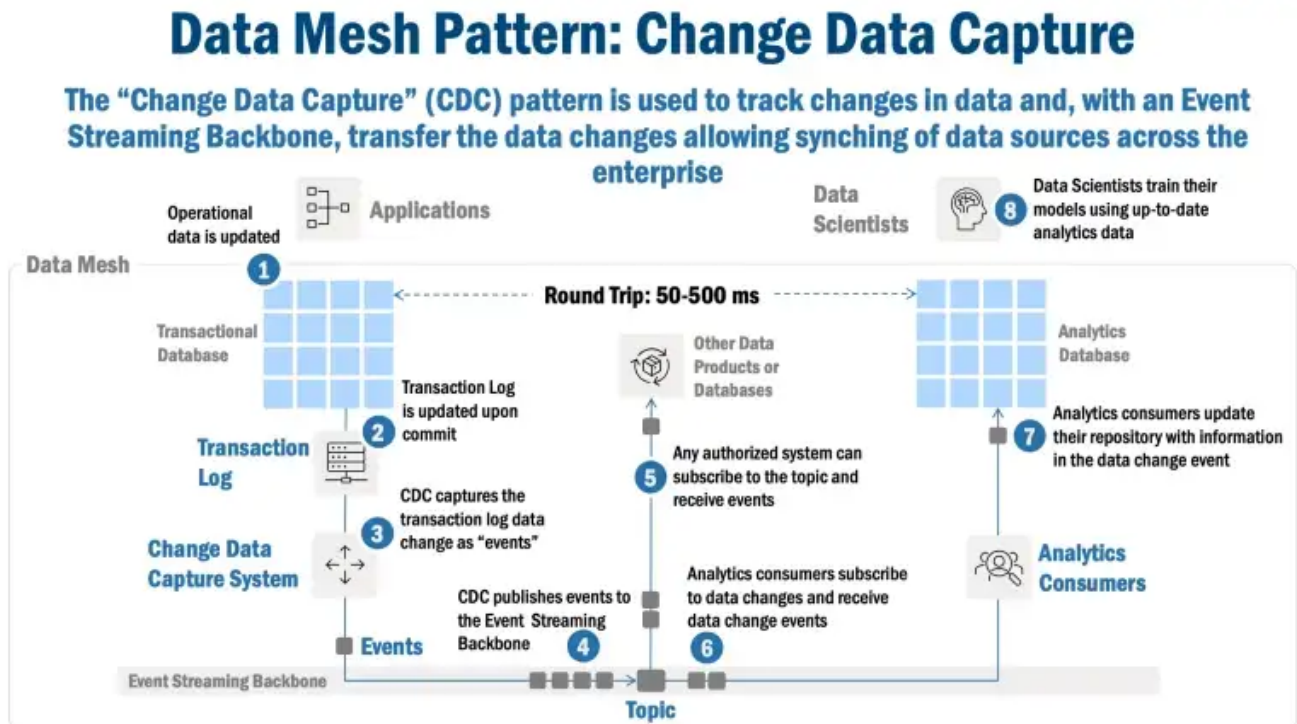 Data Mesh Pattern: Change Data Capture
The “Change Data Capture” (CDC) pattern is used to track changes in data and, with an Event
Streaming Backbone, transfer the data changes allowing synching of data sources across the
enterprise
Operational
data is updated
Applications
Data
Scientists
8
Data Scientists train their
models using up-to-date
analytics data
Data Mesh
1
Round Trip: 50-500 ms
Transactional
Database
Other Data
Products or
Databases
Analytics
Database
Transaction Log
is updated upon
commit
2
Transaction
Log
Analytics consumers update
their repository with information
in the data change event
7
Any authorized system can
subscribe to the topic and
receive events
5
CDC captures the
transaction log data
change as “events”
3
Change Data
Capture System
Analytics
Consumers
CDC publishes events to
the Event Streaming
Backbone
4
Analytics consumers subscribe
to data changes and receive
data change events
6
Events
Event Streaming Backbone
Topic